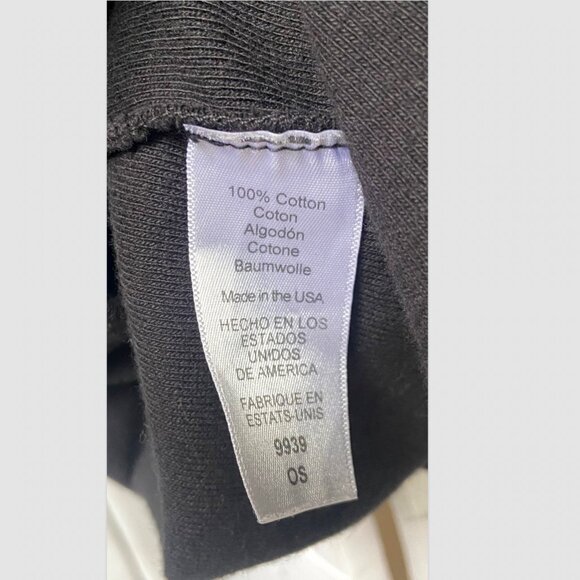 100% Cotton
Coton
Algodón
Cotone
Baumwolle
Made in the USA
HECHO EN LOS
ESTADOS
UNIDOS
DE AMERICA
FABRIQUE EN
ESTATS-UNIS
9939
OS